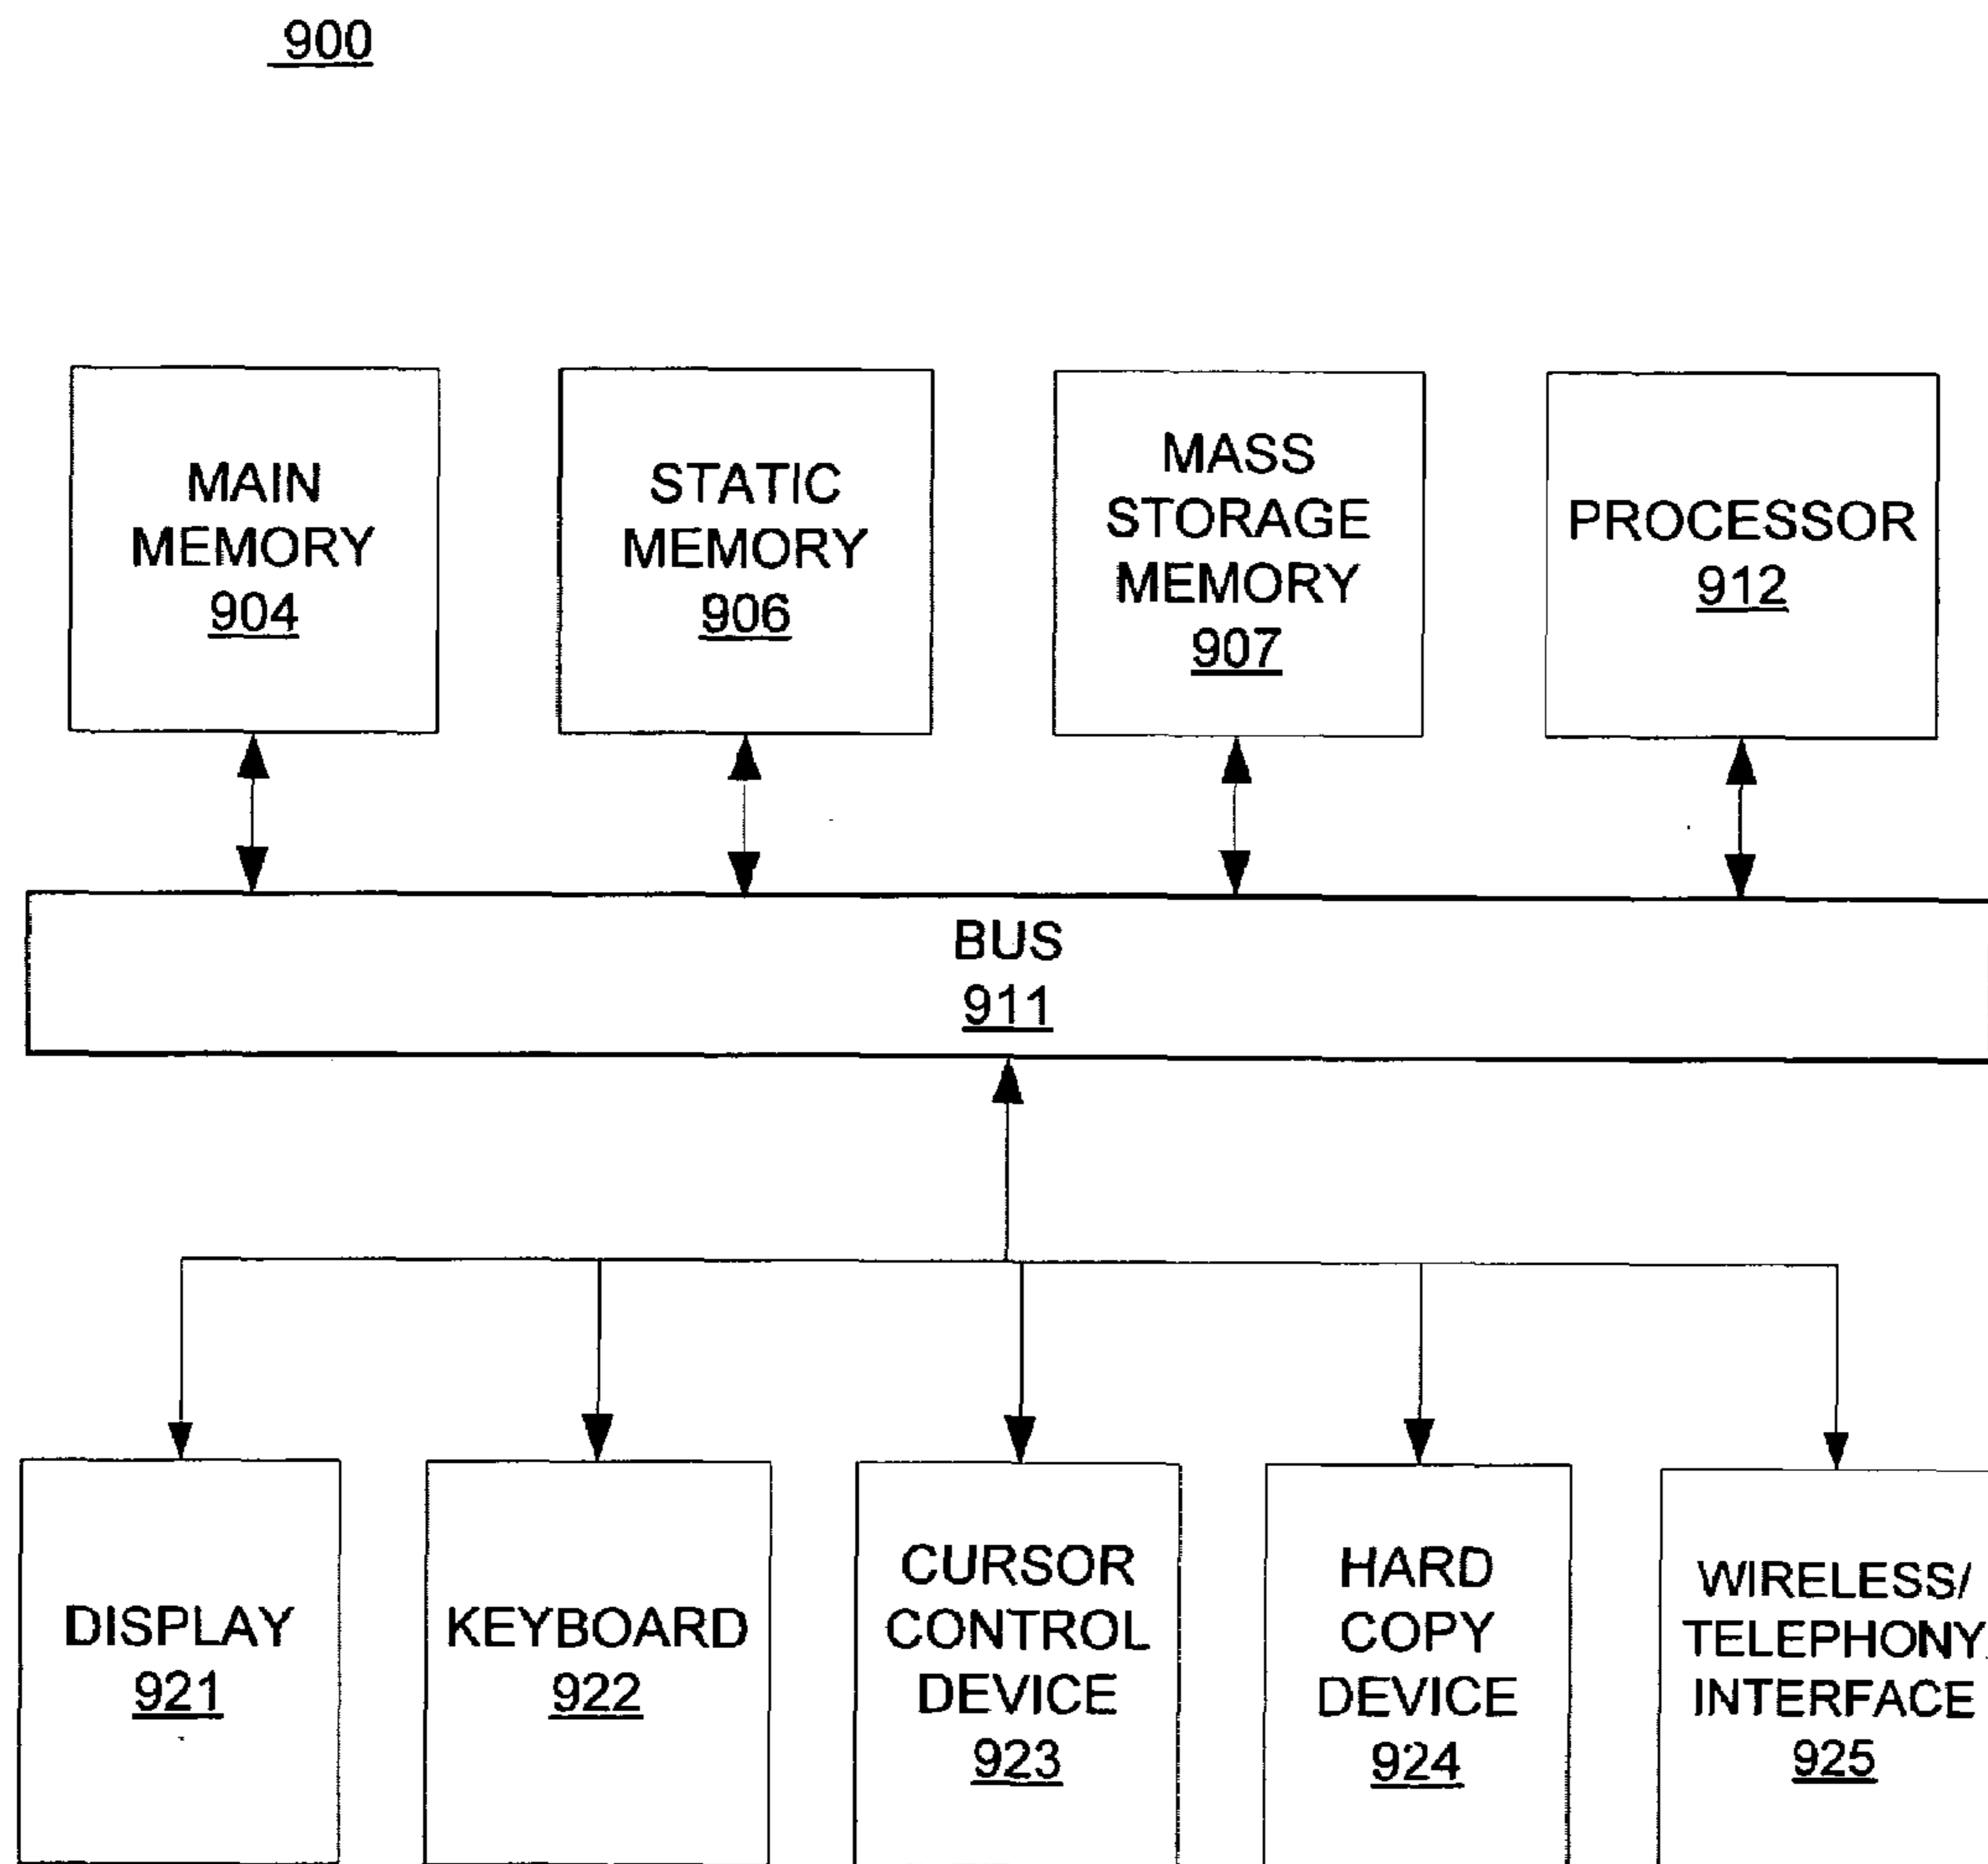 900
MAIN
MEMORY
904
STATIC
MEMORY
906
MASS
STORAGE
MEMORY
907
PROCESSOR
912
BUS
911
DISPLAY
921
KEYBOARD
922
CURSOR
CONTROL
DEVICE
923
HARD
COPY
DEVICE
924
WIRELESS/
TELEPHONY
INTERFACE
925